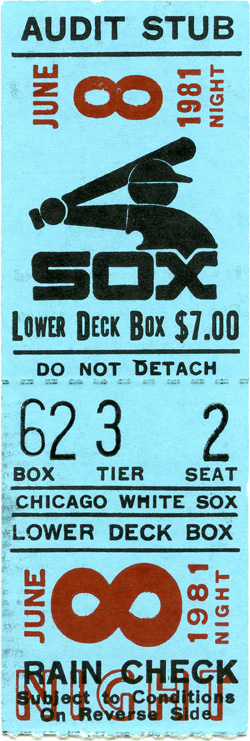 AUDIT STUB
JUNE 8 1981 NIGHT
SOX
LOWER DECK BOX $7.00
DO NOT DETACH
62 3 2
BOX TIER SEAT
CHICAGO WHITE SOX
LOWER DECK BOX
JUNE 8 1981 NIGHT
NIGHT
RAIN CHECK
Subject to Conditions
On Reverse Side